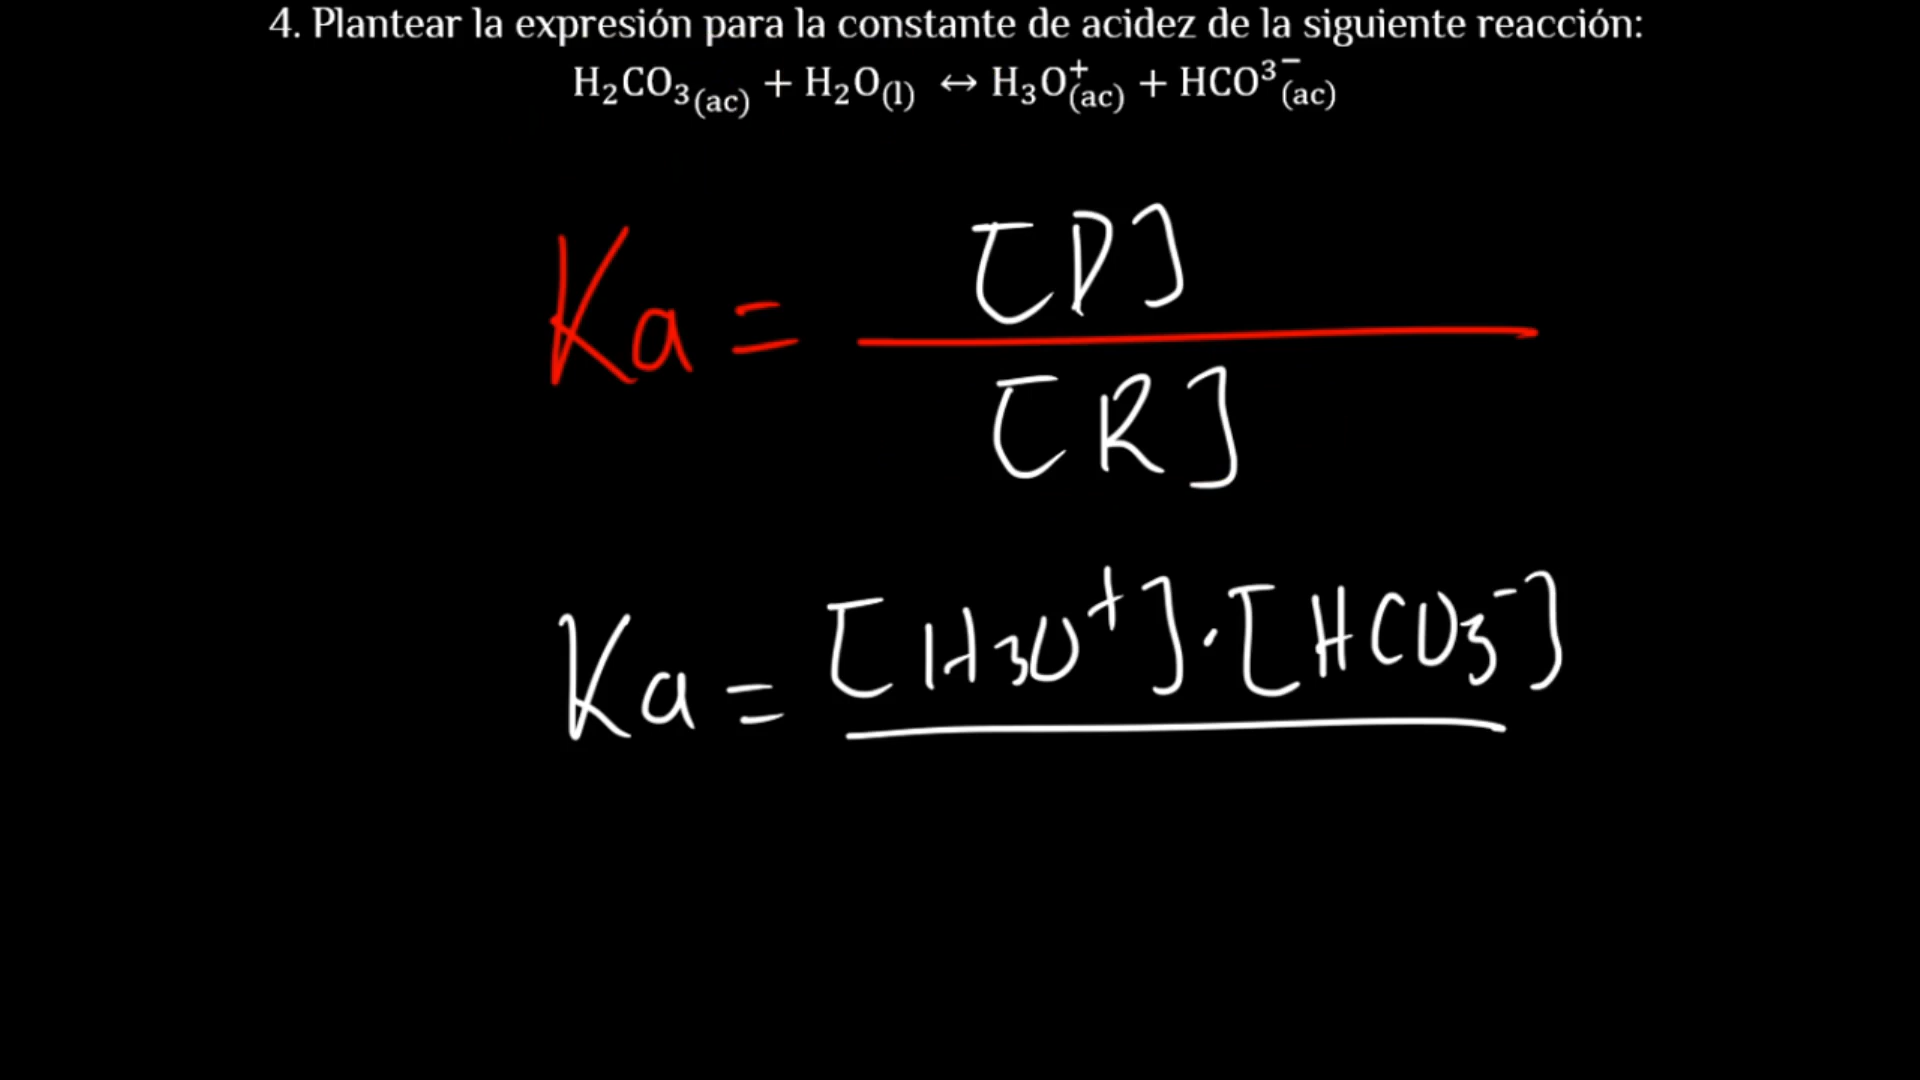 4. Plantear la expresión para la constante de acidez de la siguiente reacción:
H₂CO₃(ac) + H₂O(l) ↔ H₃O⁺(ac) + HCO³⁻(ac)
Ka = [P]
[R]
Ka = [H₃O⁺]·[HCO₃⁻]